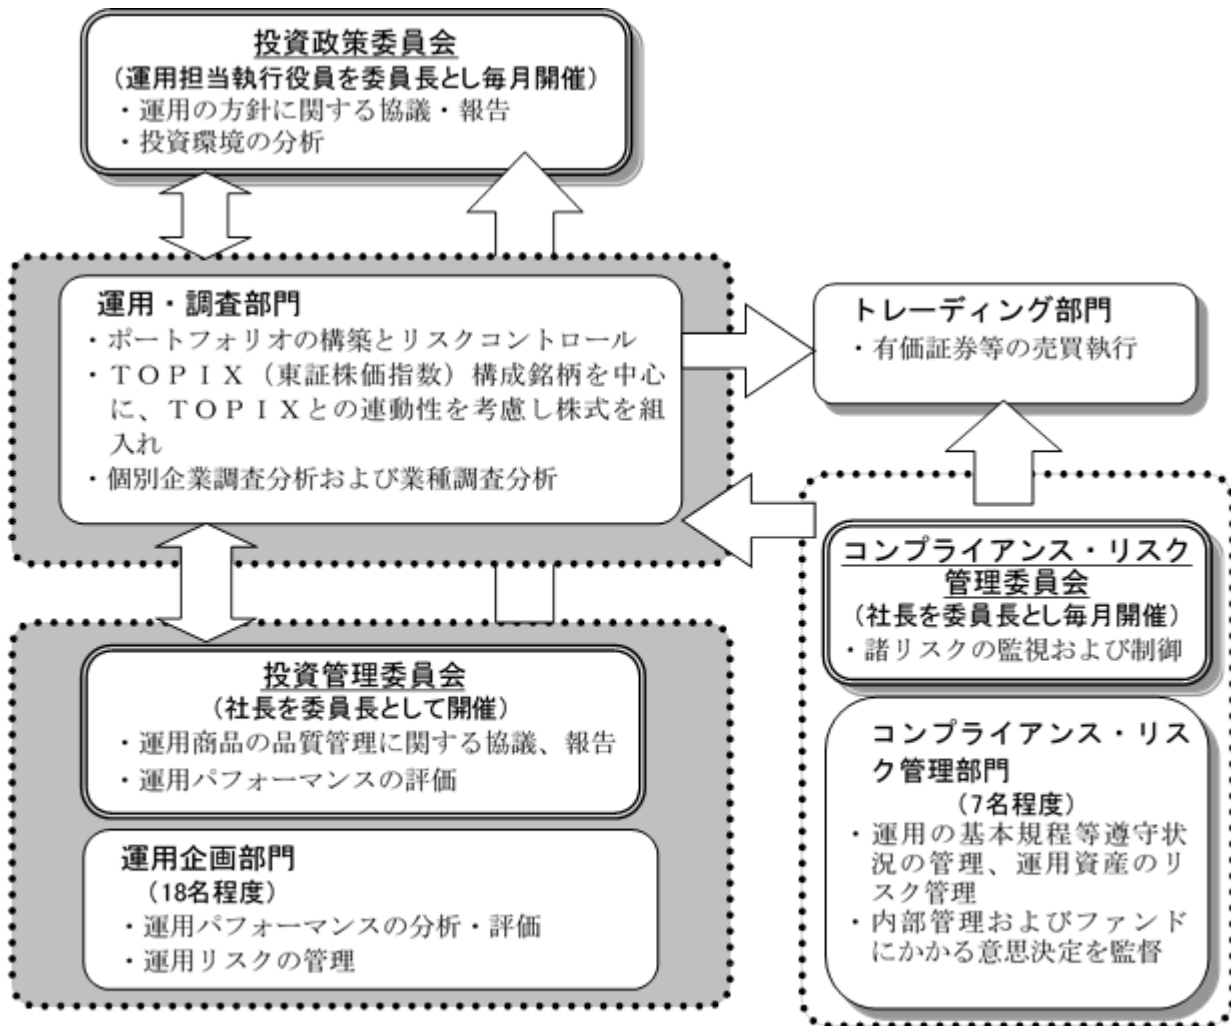 投資政策委員会
(運用担当執行役員を委員長とし毎月開催)
・運用の方針に関する協議・報告
・投資環境の分析
運用・調査部門
・ポートフォリオの構築とリスクコントロール
・TOPIX(東証株価指数)構成銘柄を中心
に、TOPIXとの連動性を考慮し株式を組
入れ
・個別企業調査分析および業種調査分析
トレーディング部門
・有価証券等の売買執行
コンプライアンス・リスク
管理委員会
(社長を委員長とし毎月開催)
・諸リスクの監視および制御
投資管理委員会
(社長を委員長として開催)
・運用商品の品質管理に関する協議、報告
・運用パフォーマンスの評価
コンプライアンス・リス
ク管理部門
(7名程度)
・運用の基本規程等遵守状
況の管理、運用資産のリ
スク管理
・内部管理およびファンド
にかかる意思決定を監督
運用企画部門
(18名程度)
・運用パフォーマンスの分析・評価
・運用リスクの管理